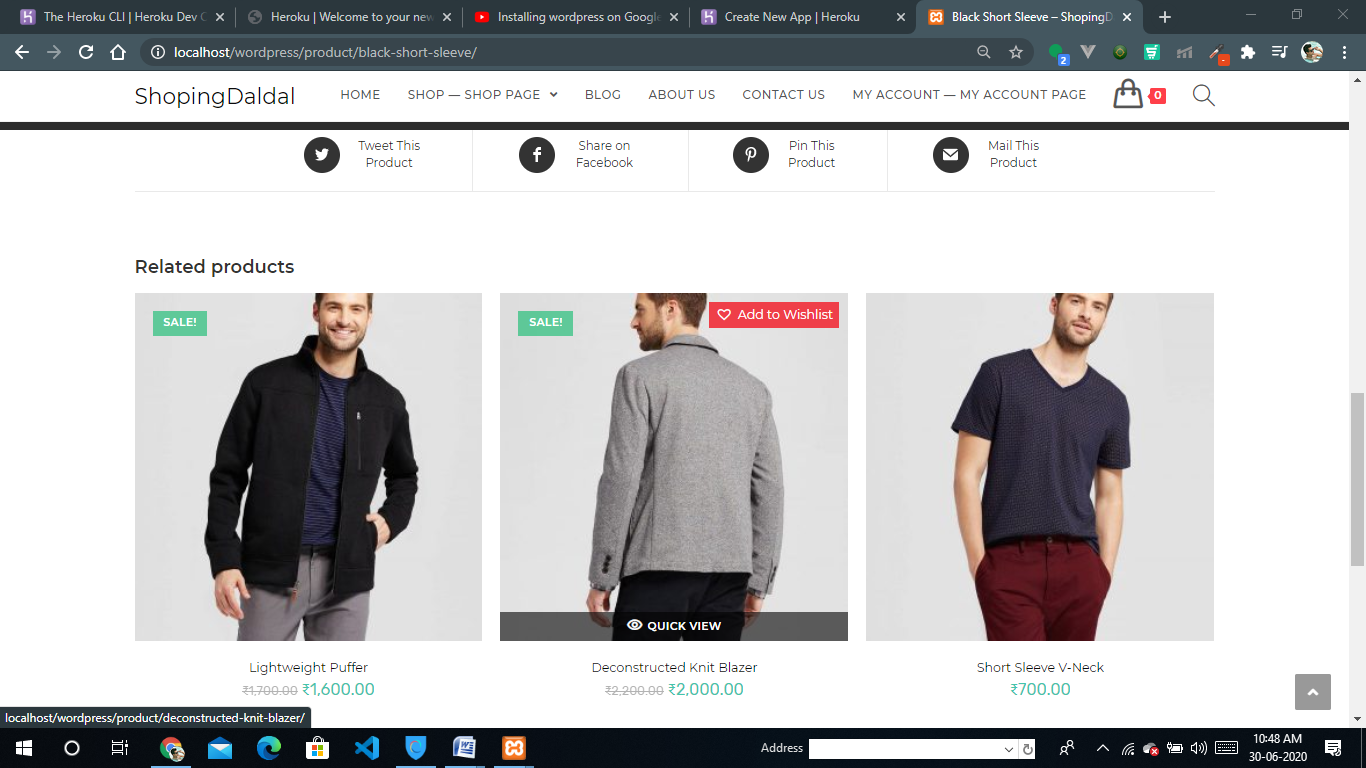 The Heroku CLI | Heroku Dev C
Heroku | Welcome to your new
Installing wordpress on Google
Create New App | Heroku
Black Short Sleeve – ShopingD
localhost/wordpress/product/black-short-sleeve/
2
-
ShopingDaldal
HOME
SHOP — SHOP PAGE
BLOG
ABOUT US
CONTACT US
MY ACCOUNT — MY ACCOUNT PAGE
0
Tweet This
Product
Share on
Facebook
Pin This
Product
Mail This
Product
Related products
SALE!
SALE!
Add to Wishlist
QUICK VIEW
Lightweight Puffer
₹1,700.00 ₹1,600.00
Deconstructed Knit Blazer
₹2,200.00 ₹2,000.00
Short Sleeve V-Neck
₹700.00
localhost/wordpress/product/deconstructed-knit-blazer/
Address
10:48 AM
30-06-2020